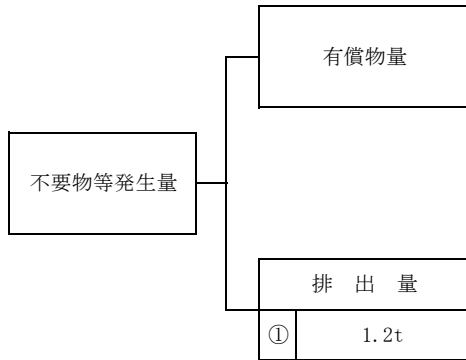 有償物量
不要物等発生量
排 出 量
① 1.2t